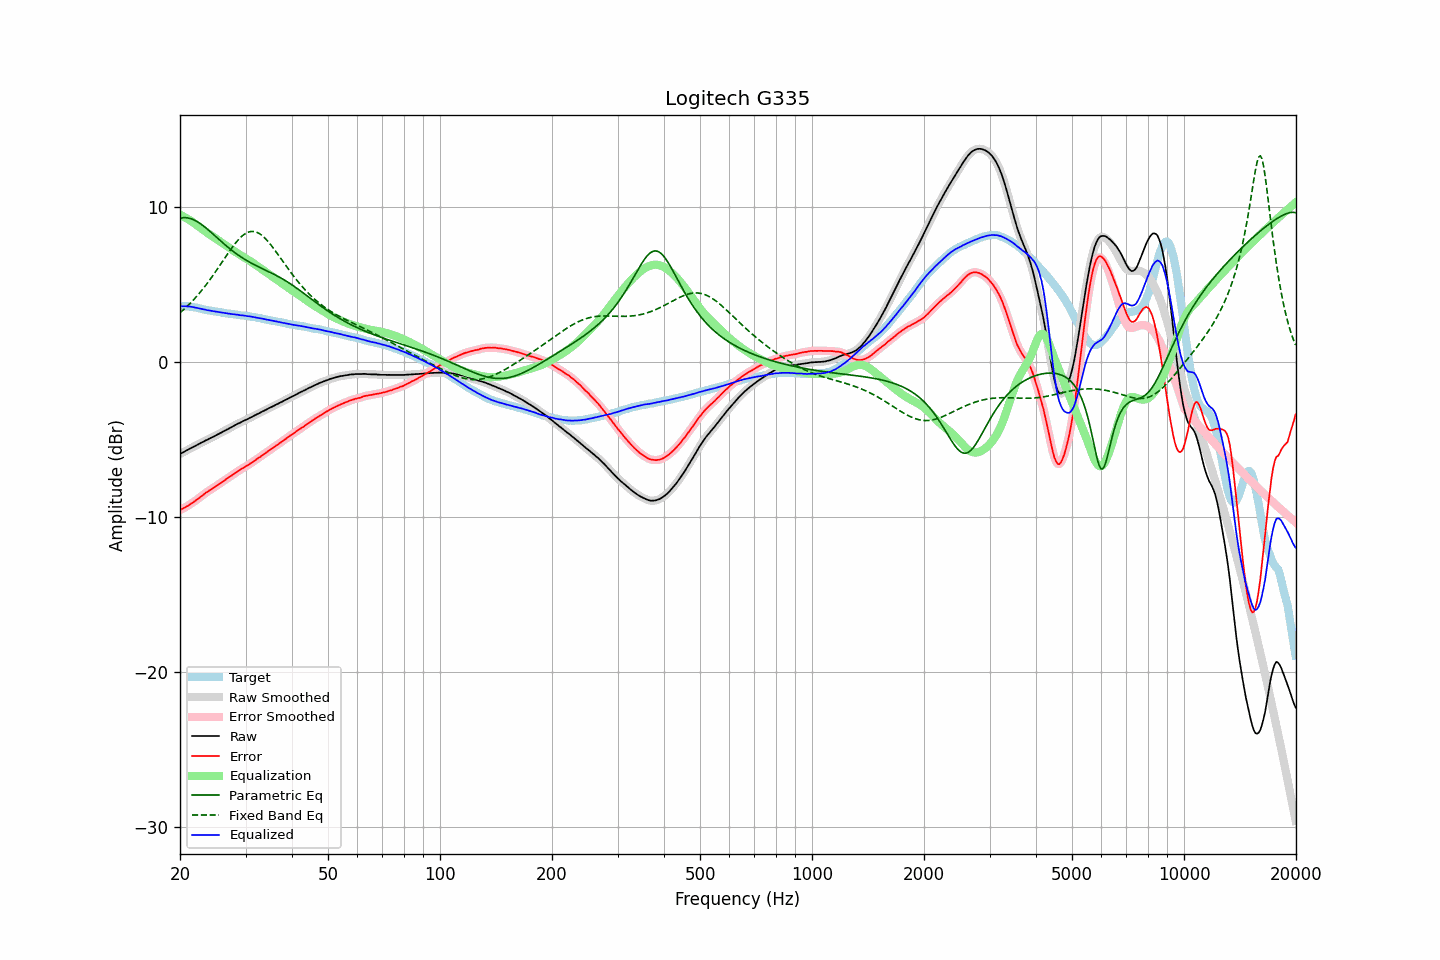 Logitech G335
Amplitude (dBr)
10
0
−10
−20
−30
Target
Raw Smoothed
Error Smoothed
Raw
Error
Equalization
Parametric Eq
Fixed Band Eq
Equalized
20 50 100 200 500 1000 2000 5000 10000 20000
Frequency (Hz)